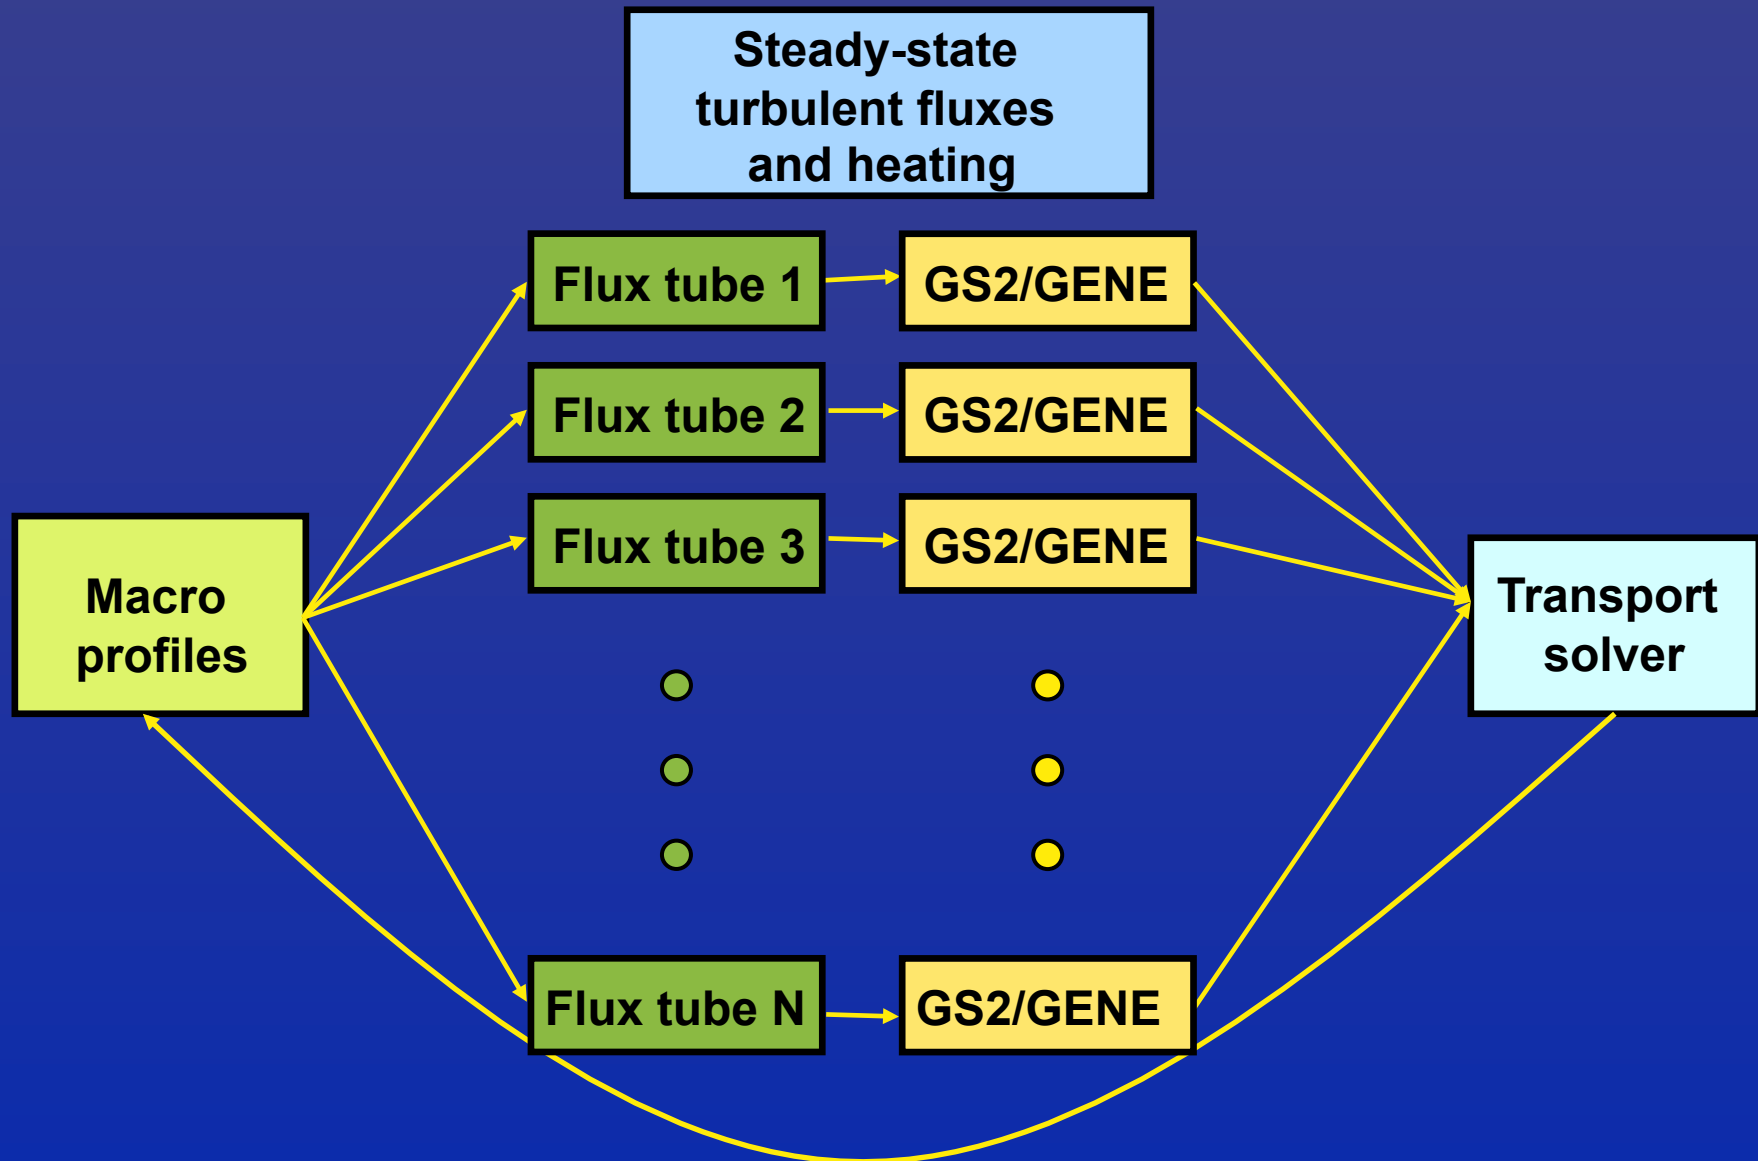 Steady-state
turbulent fluxes
and heating
Flux tube 1
GS2/GENE
Flux tube 2
GS2/GENE
Flux tube 3
GS2/GENE
Macro
profiles
Transport
solver
Flux tube N
GS2/GENE